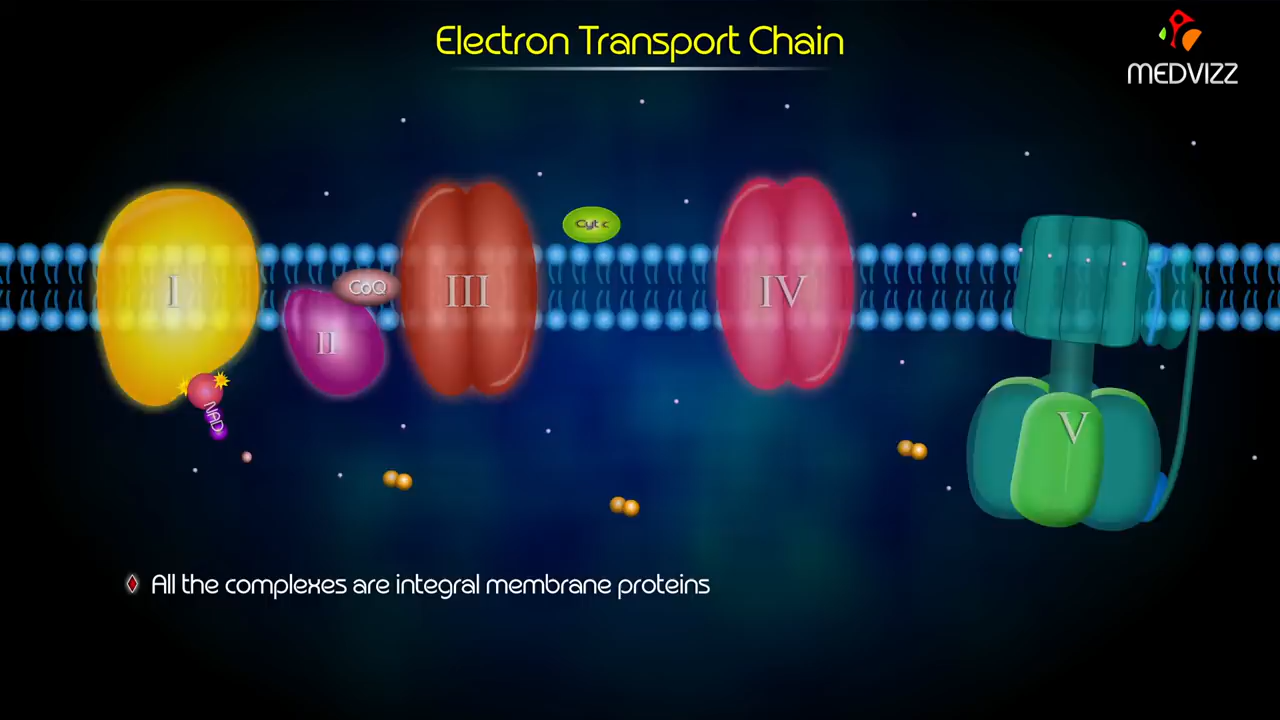 Electron Transport Chain
MEDVIZZ
Cyt c
I
CoQ
III
IV
II
NAD
V
All the complexes are integral membrane proteins